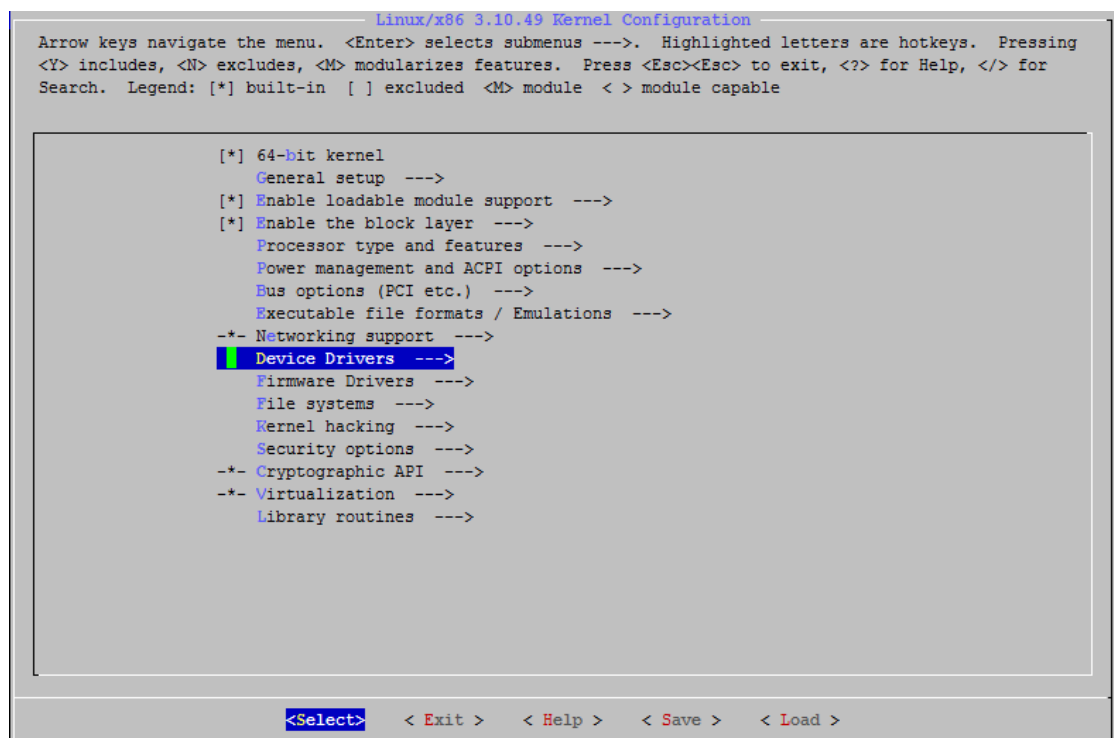 Linux/x86 3.10.49 Kernel Configuration
Arrow keys navigate the menu.  <Enter> selects submenus --->.  Highlighted letters are hotkeys.  Pressing
<Y> includes, <N> excludes, <M> modularizes features.  Press <Esc><Esc> to exit, <?> for Help, </> for
Search.  Legend: [*] built-in  [ ] excluded  <M> module  < > module capable
[*] 64-bit kernel
General setup  --->
[*] Enable loadable module support  --->
[*] Enable the block layer  --->
Processor type and features  --->
Power management and ACPI options  --->
Bus options (PCI etc.)  --->
Executable file formats / Emulations  --->
-*- Networking support  --->
Device Drivers  --->
Firmware Drivers  --->
File systems  --->
Kernel hacking  --->
Security options  --->
-*- Cryptographic API  --->
-*- Virtualization  --->
Library routines  --->
<Select>    < Exit >    < Help >    < Save >    < Load >